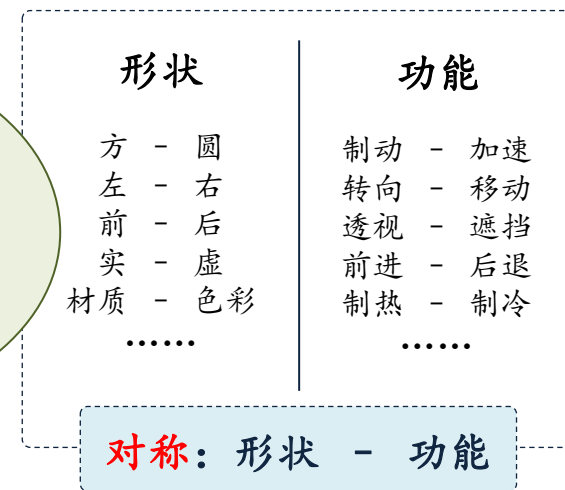 形状
方 - 圆
左 - 右
前 - 后
实 - 虚
材质 - 色彩
……
功能
制动 - 加速
转向 - 移动
透视 - 遮挡
前进 - 后退
制热 - 制冷
……
对称：形状 - 功能